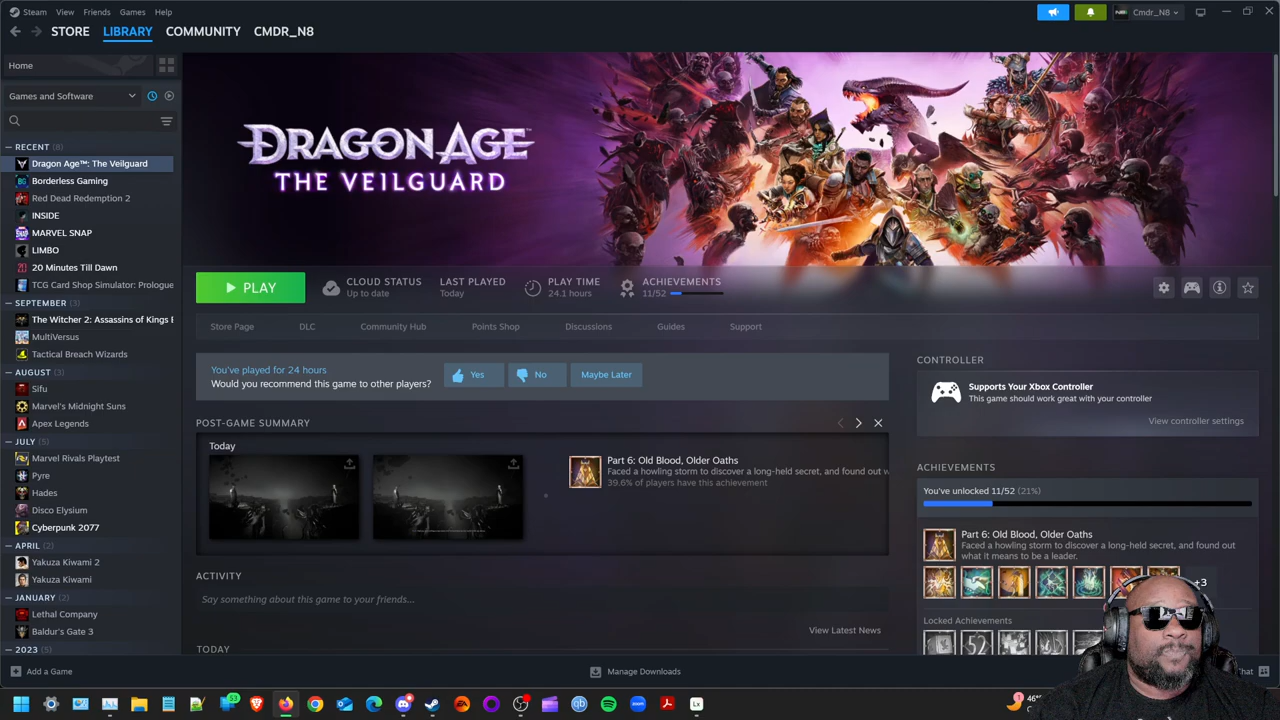 Steam View Friends Games Help
Cmdr_N8
STORE LIBRARY COMMUNITY CMDR_N8
Home
Games and Software
RECENT (8)
Dragon Age™: The Veilguard
Borderless Gaming
Red Dead Redemption 2
INSIDE
MARVEL SNAP
LIMBO
20 Minutes Till Dawn
TCG Card Shop Simulator: Prologue
SEPTEMBER (3)
The Witcher 2: Assassins of Kings E
MultiVersus
Tactical Breach Wizards
AUGUST (3)
Sifu
Marvel's Midnight Suns
Apex Legends
JULY (5)
Marvel Rivals Playtest
Pyre
Hades
Disco Elysium
Cyberpunk 2077
APRIL (2)
Yakuza Kiwami 2
Yakuza Kiwami
JANUARY (2)
Lethal Company
Baldur's Gate 3
2023 (5)
Add a Game
DRAGON AGE
THE VEILGUARD
PLAY
CLOUD STATUS
Up to date
LAST PLAYED
Today
PLAY TIME
24.1 hours
ACHIEVEMENTS
11/52
Store Page DLC Community Hub Points Shop Discussions Guides Support
You've played for 24 hours
Would you recommend this game to other players?
Yes
No
Maybe Later
POST-GAME SUMMARY
Today
Part 6: Old Blood, Older Oaths
Faced a howling storm to discover a long-held secret, and found out w
39.6% of players have this achievement
ACTIVITY
Say something about this game to your friends...
View Latest News
TODAY
CONTROLLER
Supports Your Xbox Controller
This game should work great with your controller
View controller settings
ACHIEVEMENTS
You've unlocked 11/52 (21%)
Part 6: Old Blood, Older Oaths
Faced a howling storm to discover a long-held secret, and found out
what it means to be a leader.
+3
Locked Achievements
52
Manage Downloads
Chat
53
EA
qb
zoom
Lx
1
46°